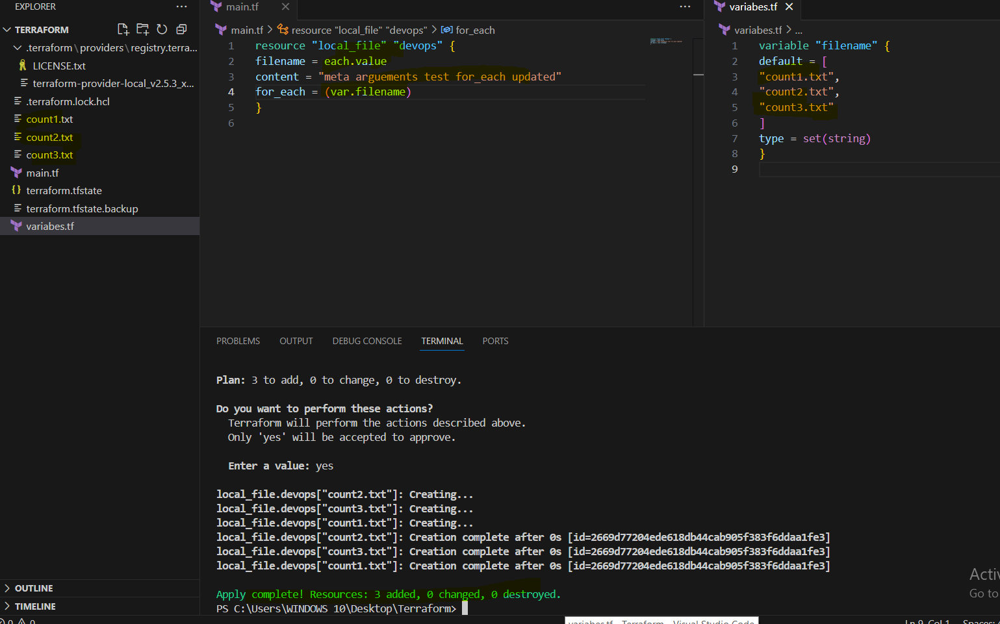 EXPLORER ...
TERRAFORM
.terraform\providers\registry.terra...
LICENSE.txt
terraform-provider-local_v2.5.3_x...
.terraform.lock.hcl
count1.txt
count2.txt
count3.txt
main.tf
terraform.tfstate
terraform.tfstate.backup
variabes.tf
OUTLINE
TIMELINE
main.tf
main.tf > resource "local_file" "devops" > for_each
1 resource "local_file" "devops" {
2 filename = each.value
3 content = "meta arguements test for_each updated"
4 for_each = (var.filename)
5 }
6
variabes.tf
variabes.tf > ...
1 variable "filename" {
2 default = [
3 "count1.txt",
4 "count2.txt",
5 "count3.txt"
6 ]
7 type = set(string)
8 }
9
PROBLEMS OUTPUT DEBUG CONSOLE TERMINAL PORTS
Plan: 3 to add, 0 to change, 0 to destroy.
Do you want to perform these actions?
Terraform will perform the actions described above.
Only 'yes' will be accepted to approve.
Enter a value: yes
local_file.devops["count2.txt"]: Creating...
local_file.devops["count3.txt"]: Creating...
local_file.devops["count1.txt"]: Creating...
local_file.devops["count2.txt"]: Creation complete after 0s [id=2669d77204ede618db44cab905f383f6ddaa1fe3]
local_file.devops["count3.txt"]: Creation complete after 0s [id=2669d77204ede618db44cab905f383f6ddaa1fe3]
local_file.devops["count1.txt"]: Creation complete after 0s [id=2669d77204ede618db44cab905f383f6ddaa1fe3]
Apply complete! Resources: 3 added, 0 changed, 0 destroyed.
PS C:\Users\WINDOWS 10\Desktop\Terraform>
Activ
Go to
0 0
variabes.tf - Terraform - Visual Studio Code
Ln 9, Col 1 Spaces: